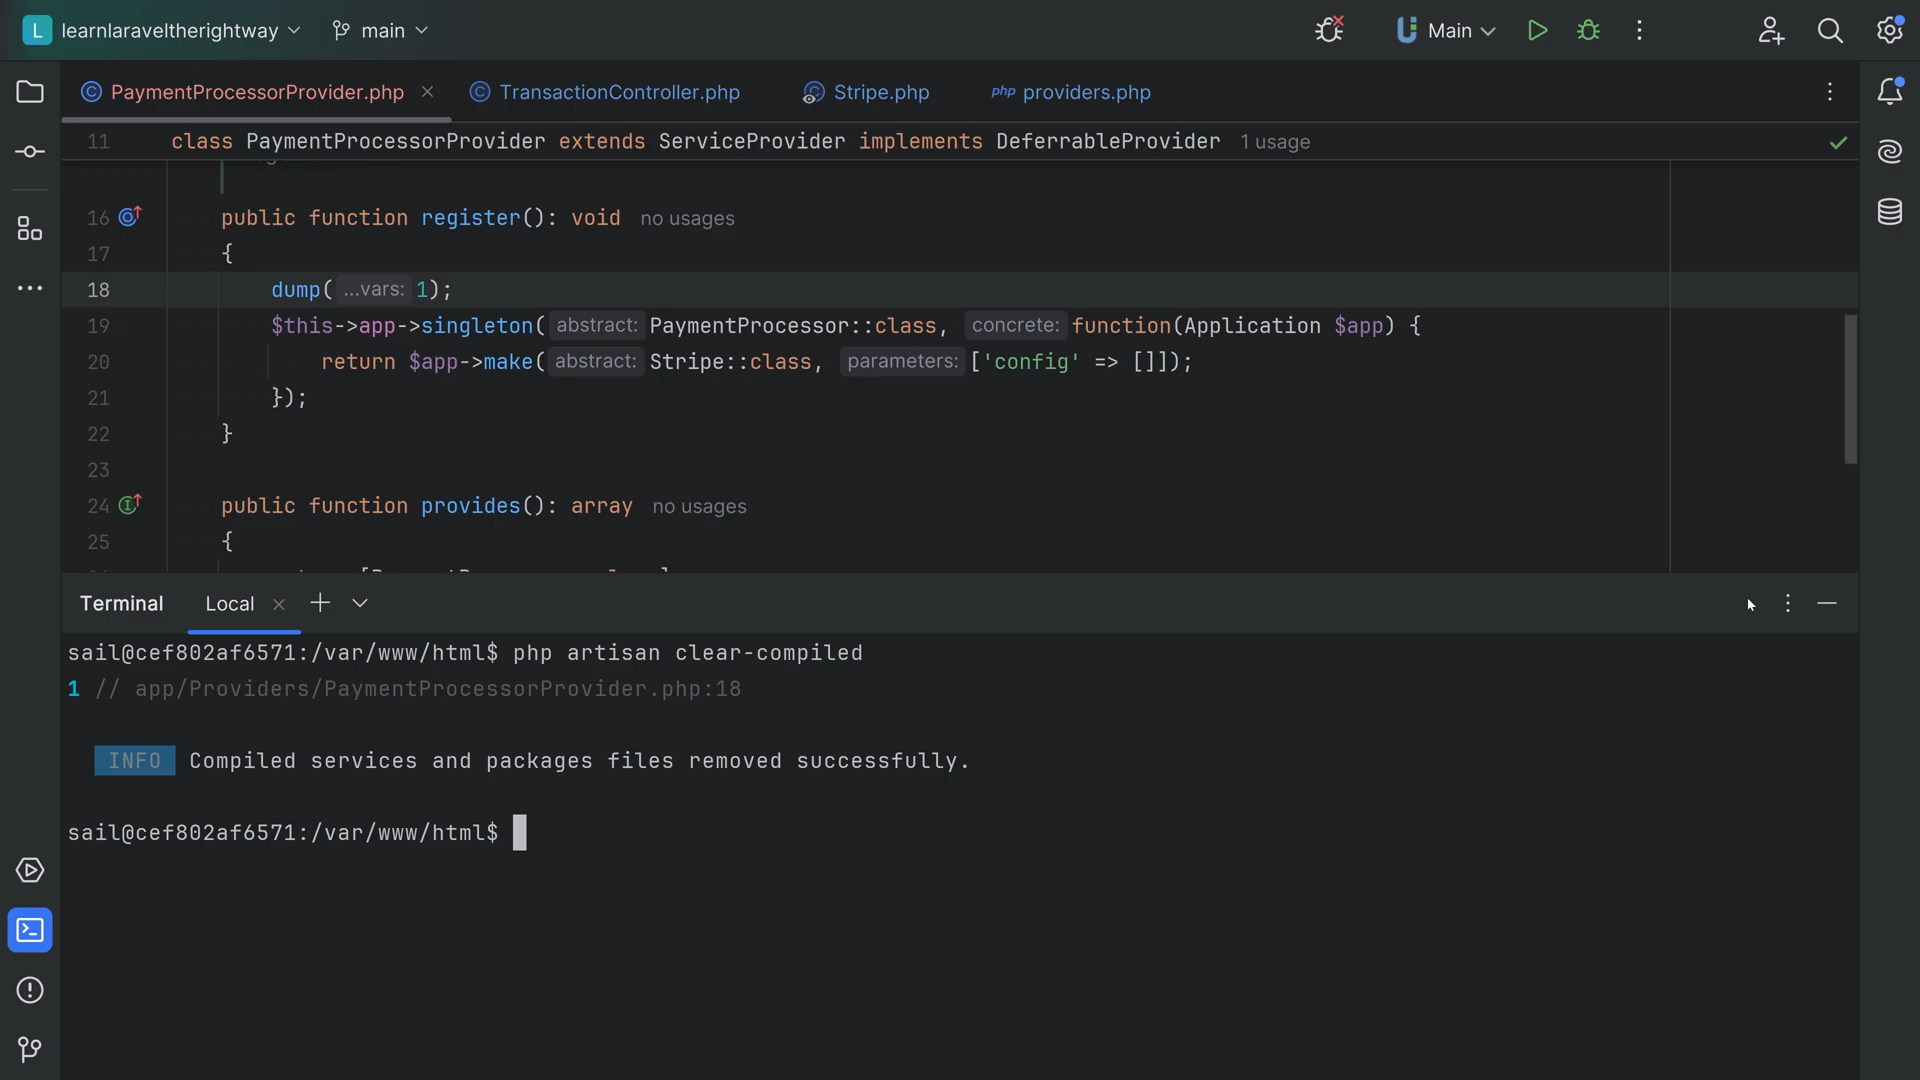 L learnlaraveltherightway main Main
PaymentProcessorProvider.php TransactionController.php Stripe.php php providers.php
11 class PaymentProcessorProvider extends ServiceProvider implements DeferrableProvider 1 usage
16 public function register(): void no usages
17 {
18 dump( ...vars: 1);
19 $this->app->singleton( abstract: PaymentProcessor::class, concrete: function(Application $app) {
20 return $app->make( abstract: Stripe::class, parameters: ['config' => []]);
21 });
22 }
23
24 public function provides(): array no usages
25 {
Terminal Local
sail@cef802af6571:/var/www/html$ php artisan clear-compiled
1 // app/Providers/PaymentProcessorProvider.php:18
INFO Compiled services and packages files removed successfully.
sail@cef802af6571:/var/www/html$